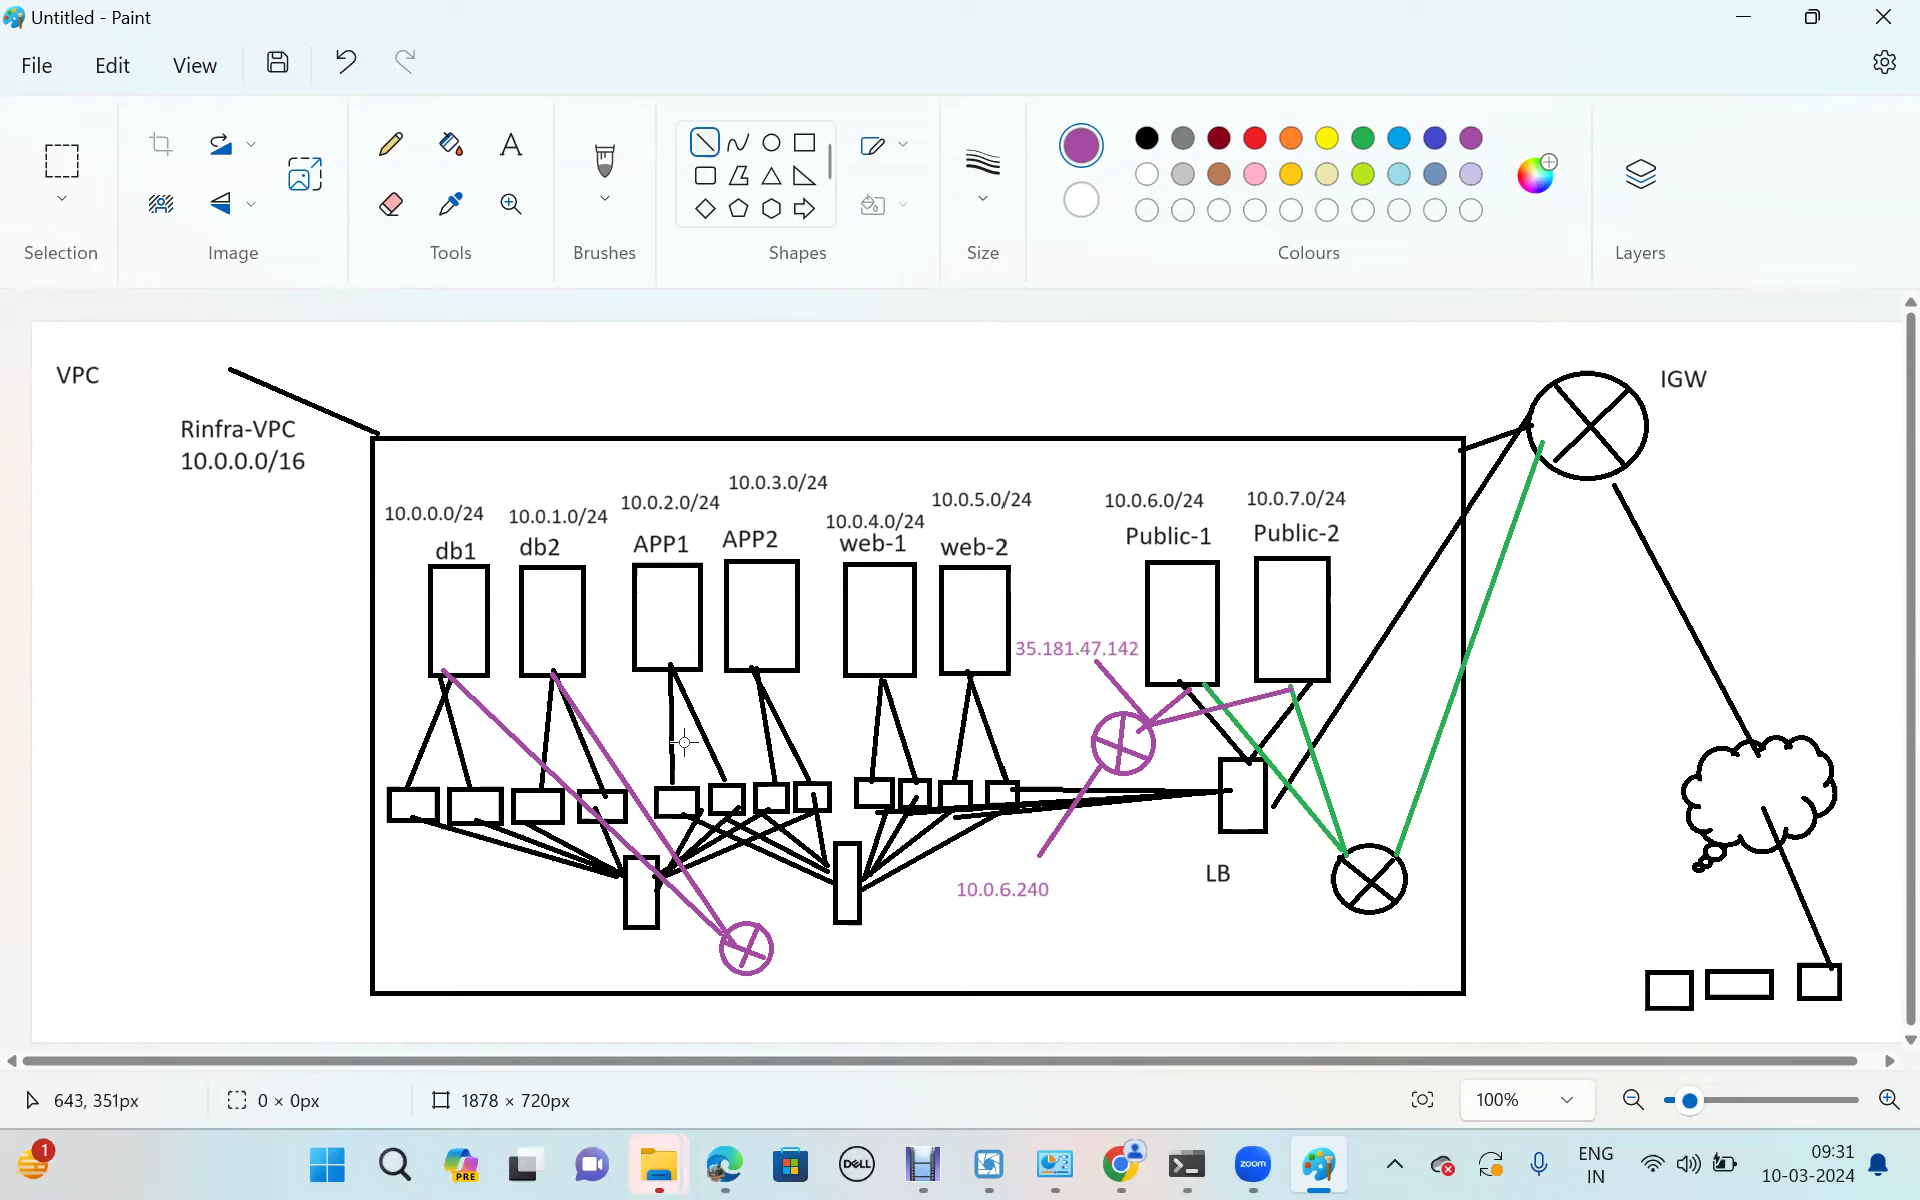 Untitled - Paint
File Edit View
Selection
Image
Tools
Brushes
Shapes
Size
Colours
Layers
VPC
Rinfra-VPC
10.0.0.0/16
IGW
10.0.0.0/24
10.0.1.0/24
10.0.2.0/24
10.0.3.0/24
10.0.4.0/24
10.0.5.0/24
10.0.6.0/24
10.0.7.0/24
db1
db2
APP1
APP2
web-1
web-2
Public-1
Public-2
35.181.47.142
10.0.6.240
LB
643, 351px
0 × 0px
1878 × 720px
100%
1
PRE
DELL
zoom
ENG
IN
09:31
10-03-2024